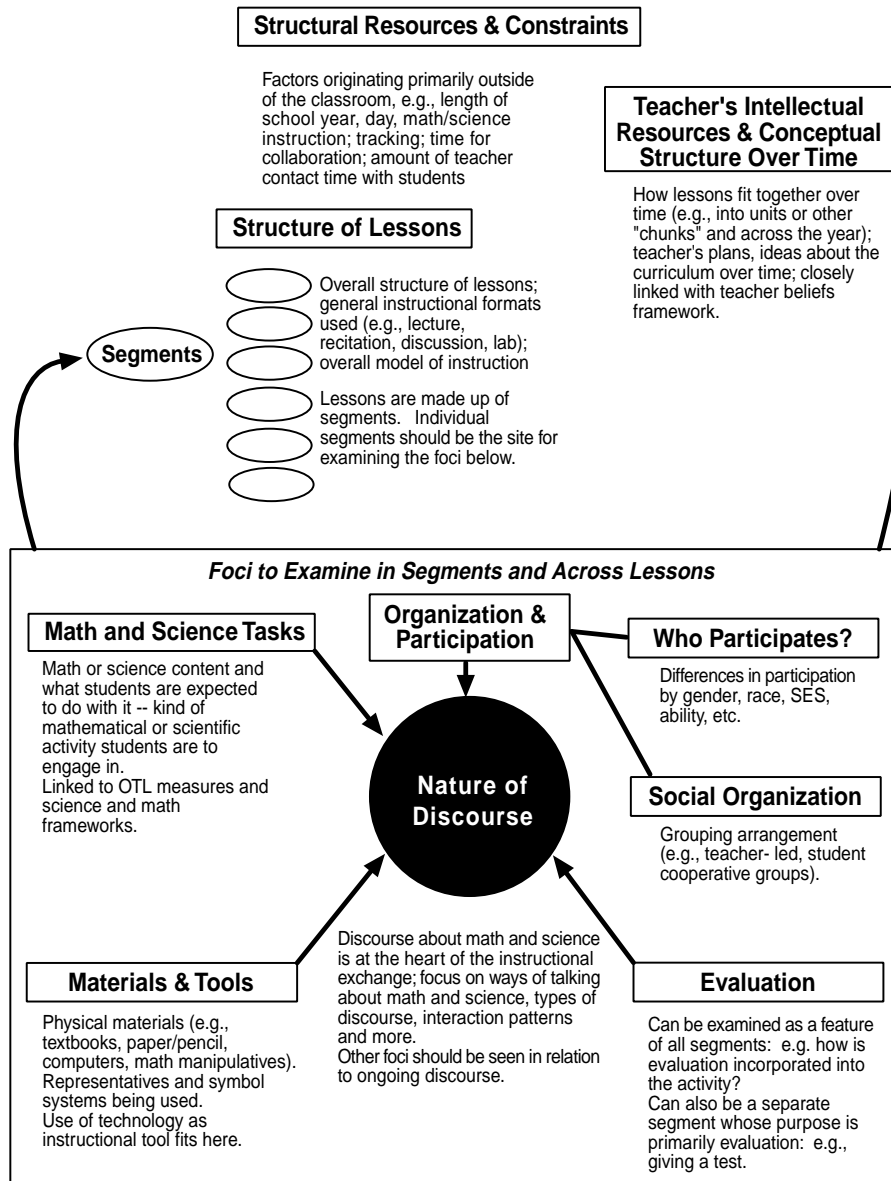 Structural Resources & Constraints
Factors originating primarily outside
of the classroom, e.g., length of
school year, day, math/science
instruction; tracking; time for
collaboration; amount of teacher
contact time with students
Teacher's Intellectual
Resources & Conceptual
Structure Over Time
How lessons fit together over
time (e.g., into units or other
"chunks" and across the year);
teacher's plans, ideas about the
curriculum over time; closely
linked with teacher beliefs
framework.
Structure of Lessons
Segments
Overall structure of lessons;
general instructional formats
used (e.g., lecture,
recitation, discussion, lab);
overall model of instruction
Lessons are made up of
segments. Individual
segments should be the site for
examining the foci below.
Foci to Examine in Segments and Across Lessons
Math and Science Tasks
Math or science content and
what students are expected
to do with it -- kind of
mathematical or scientific
activity students are to
engage in.
Linked to OTL measures and
science and math
frameworks.
Organization &
Participation
Who Participates?
Differences in participation
by gender, race, SES,
ability, etc.
Nature of
Discourse
Social Organization
Grouping arrangement
(e.g., teacher- led, student
cooperative groups).
Materials & Tools
Physical materials (e.g.,
textbooks, paper/pencil,
computers, math manipulatives).
Representatives and symbol
systems being used.
Use of technology as
instructional tool fits here.
Discourse about math and science
is at the heart of the instructional
exchange; focus on ways of talking
about math and science, types of
discourse, interaction patterns
and more.
Other foci should be seen in relation
to ongoing discourse.
Evaluation
Can be examined as a feature
of all segments: e.g. how is
evaluation incorporated into
the activity?
Can also be a separate
segment whose purpose is
primarily evaluation: e.g.,
giving a test.